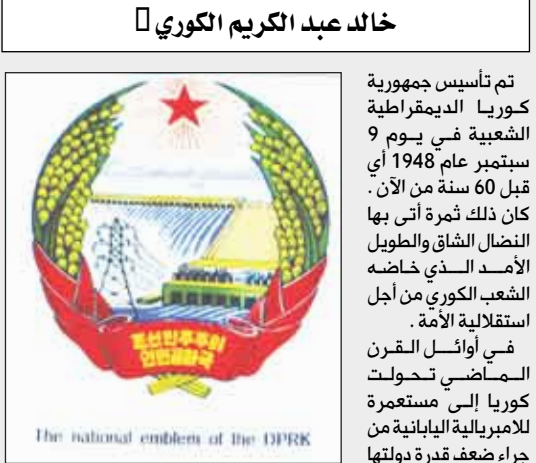 خالد عبد الكريم الكوري
تم تأسيس جمهورية
كوريا الديمقراطية
الشعبية في يوم 9
سبتمبر عام 1948 أي
قبل 60 سنة من الآن .
كان ذلك ثمرة أتى بها
النضال الشاق والطويل
الأمد الذي خاضه
الشعب الكوري من أجل
استقلالية الأمة .
في أوائل القرن
الماضي تحولت
كوريا إلى مستعمرة
للامبريالية اليابانية من
جراء ضعف قدرة دولتها
조선민주주의
인민공화국
The national emblem of the DPRK